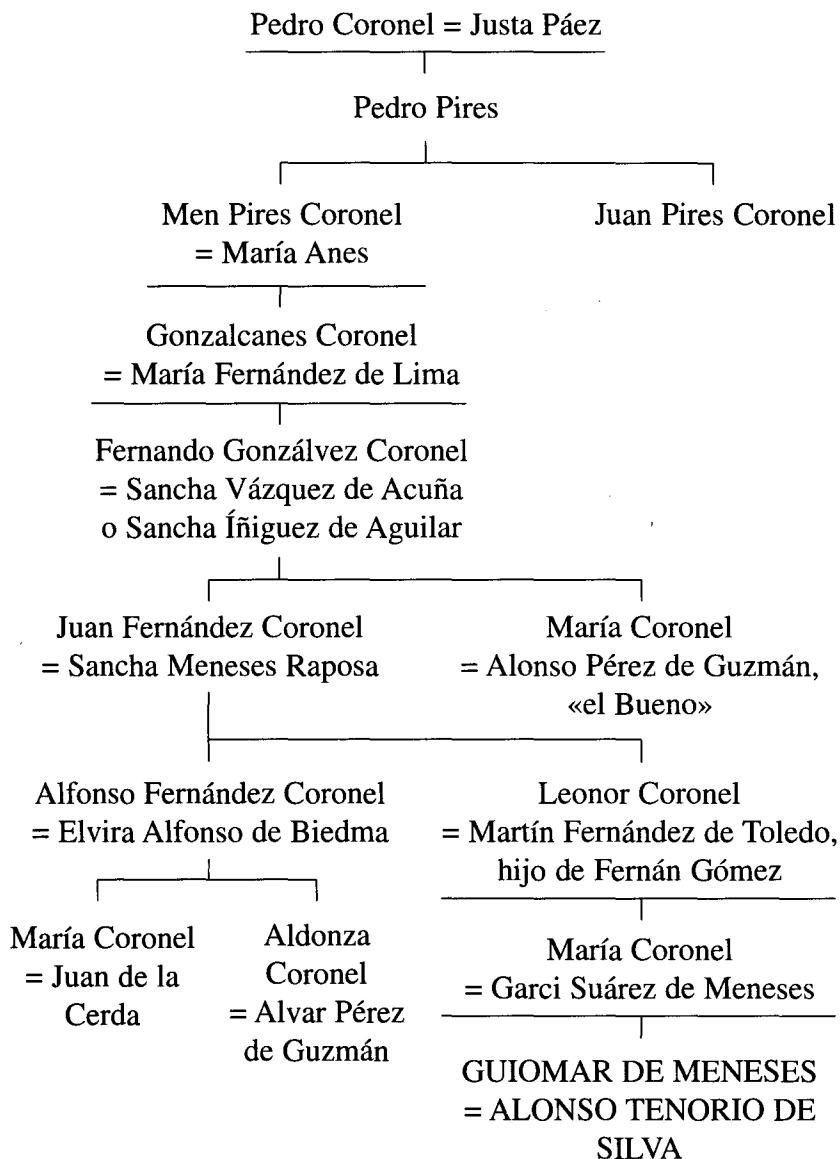 Pedro Coronel = Justa Páez
Pedro Pires
Men Pires Coronel
= María Anes
Juan Pires Coronel
Gonzalcanes Coronel
= María Fernández de Lima
Fernando Gonzálvez Coronel
= Sancha Vázquez de Acuña
o Sancha Íñiguez de Aguilar
Juan Fernández Coronel
= Sancha Meneses Raposa
María Coronel
= Alonso Pérez de Guzmán,
«el Bueno»
Alfonso Fernández Coronel
= Elvira Alfonso de Biedma
Leonor Coronel
= Martín Fernández de Toledo,
hijo de Fernán Gómez
María Coronel
= Juan de la
Cerda
Aldonza
Coronel
= Alvar Pérez
de Guzmán
María Coronel
= Garci Suárez de Meneses
GUIOMAR DE MENESES
= ALONSO TENORIO DE
SILVA